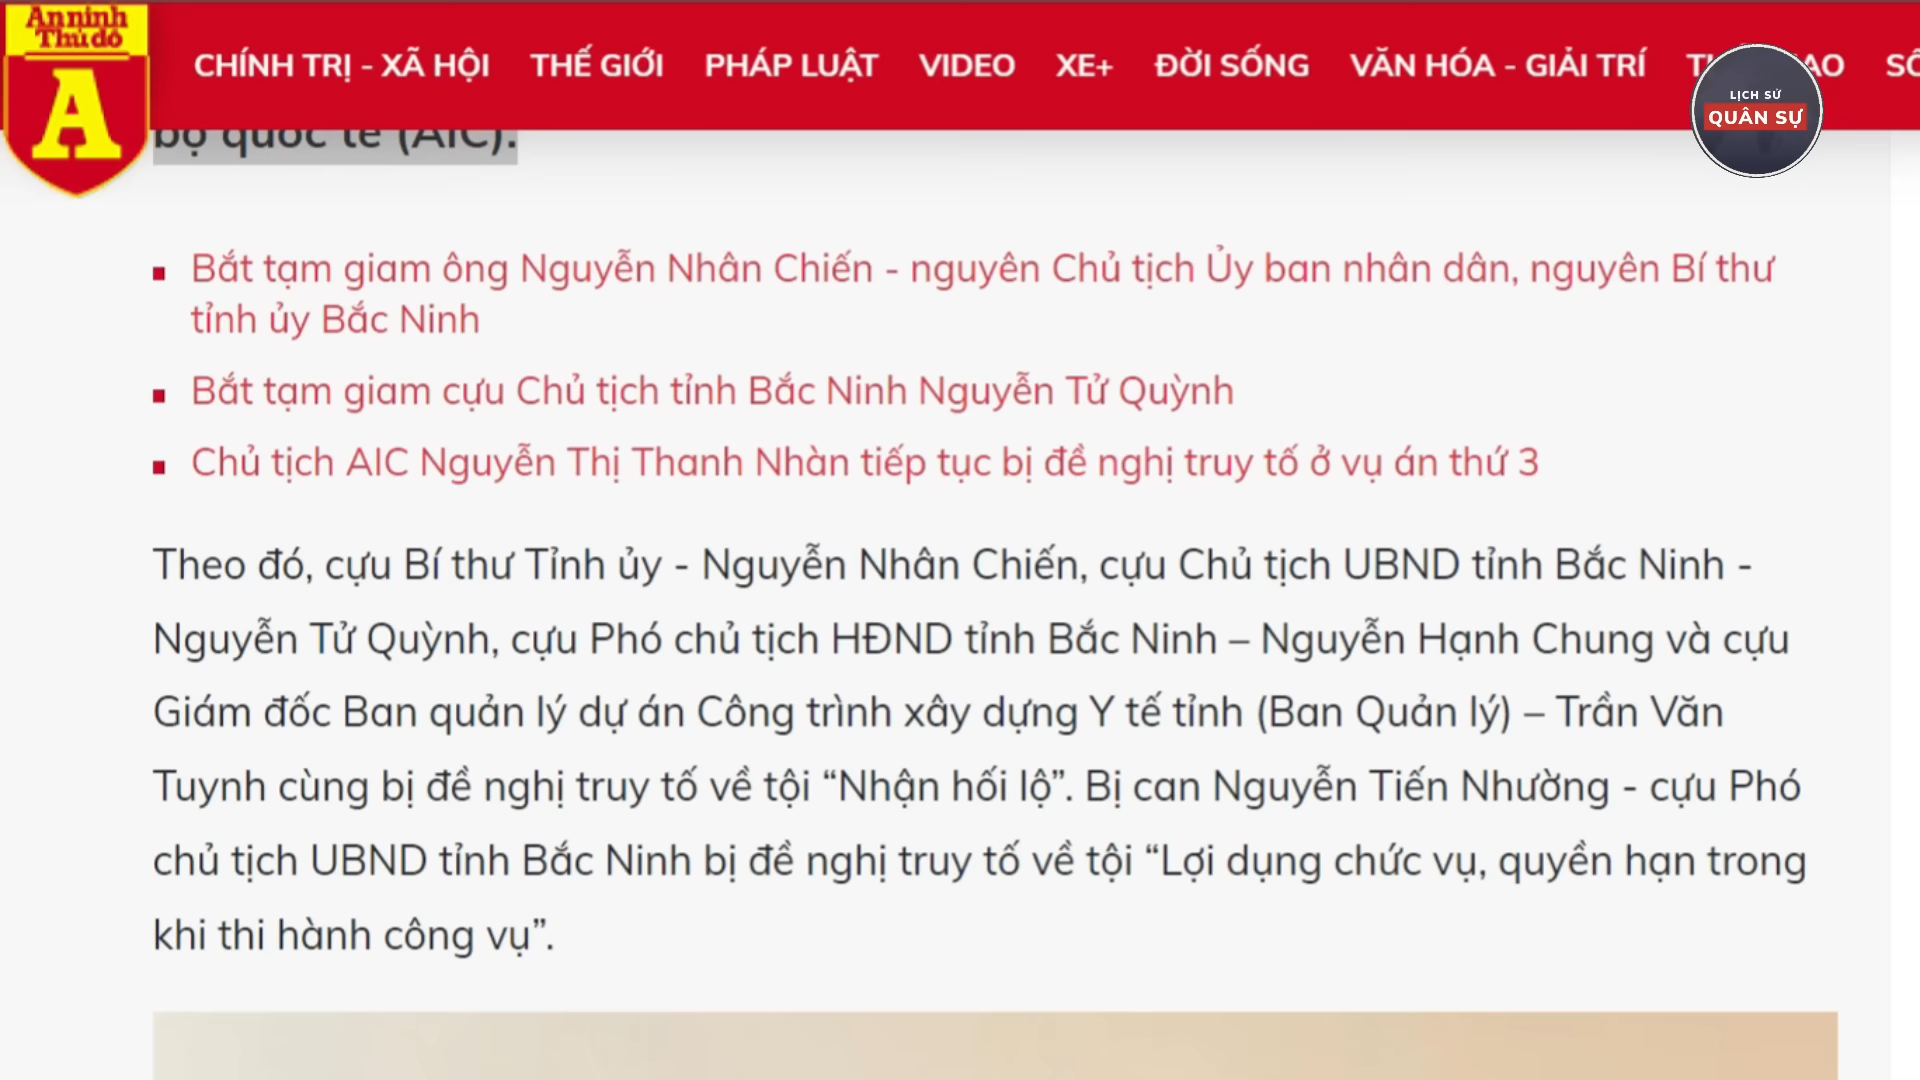 An ninh
Thủ đô
A
CHÍNH TRỊ - XÃ HỘI THẾ GIỚI PHÁP LUẬT VIDEO XE+ ĐỜI SỐNG VĂN HÓA - GIẢI TRÍ
LỊCH SỬ
QUÂN SỰ
bộ quốc tế (AIC).
Bắt tạm giam ông Nguyễn Nhân Chiến - nguyên Chủ tịch Ủy ban nhân dân, nguyên Bí thư
tỉnh ủy Bắc Ninh
Bắt tạm giam cựu Chủ tịch tỉnh Bắc Ninh Nguyễn Tử Quỳnh
Chủ tịch AIC Nguyễn Thị Thanh Nhàn tiếp tục bị đề nghị truy tố ở vụ án thứ 3
Theo đó, cựu Bí thư Tỉnh ủy - Nguyễn Nhân Chiến, cựu Chủ tịch UBND tỉnh Bắc Ninh -
Nguyễn Tử Quỳnh, cựu Phó chủ tịch HĐND tỉnh Bắc Ninh – Nguyễn Hạnh Chung và cựu
Giám đốc Ban quản lý dự án Công trình xây dựng Y tế tỉnh (Ban Quản lý) – Trần Văn
Tuynh cùng bị đề nghị truy tố về tội “Nhận hối lộ”. Bị can Nguyễn Tiến Nhường - cựu Phó
chủ tịch UBND tỉnh Bắc Ninh bị đề nghị truy tố về tội “Lợi dụng chức vụ, quyền hạn trong
khi thi hành công vụ”.